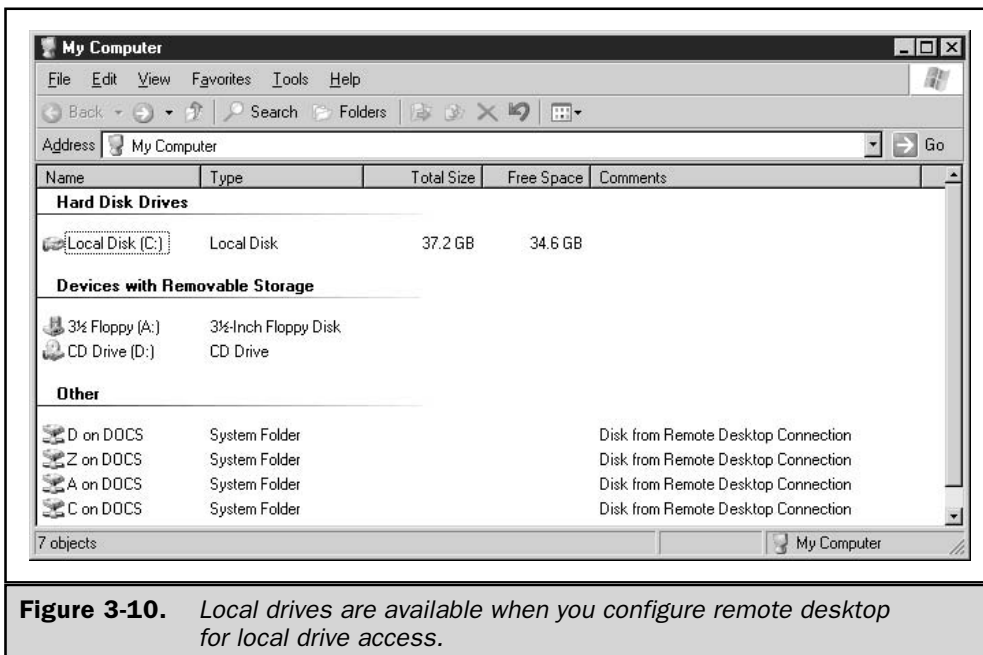 My Computer
File Edit View Favorites Tools Help
Back Search Folders
Address My Computer Go
Name Type Total Size Free Space Comments
Hard Disk Drives
Local Disk (C:) Local Disk 37.2 GB 34.6 GB
Devices with Removable Storage
3½ Floppy (A:) 3½-Inch Floppy Disk
CD Drive (D:) CD Drive
Other
D on DOCS System Folder Disk from Remote Desktop Connection
Z on DOCS System Folder Disk from Remote Desktop Connection
A on DOCS System Folder Disk from Remote Desktop Connection
C on DOCS System Folder Disk from Remote Desktop Connection
7 objects My Computer
Figure 3-10. Local drives are available when you configure remote desktop
for local drive access.